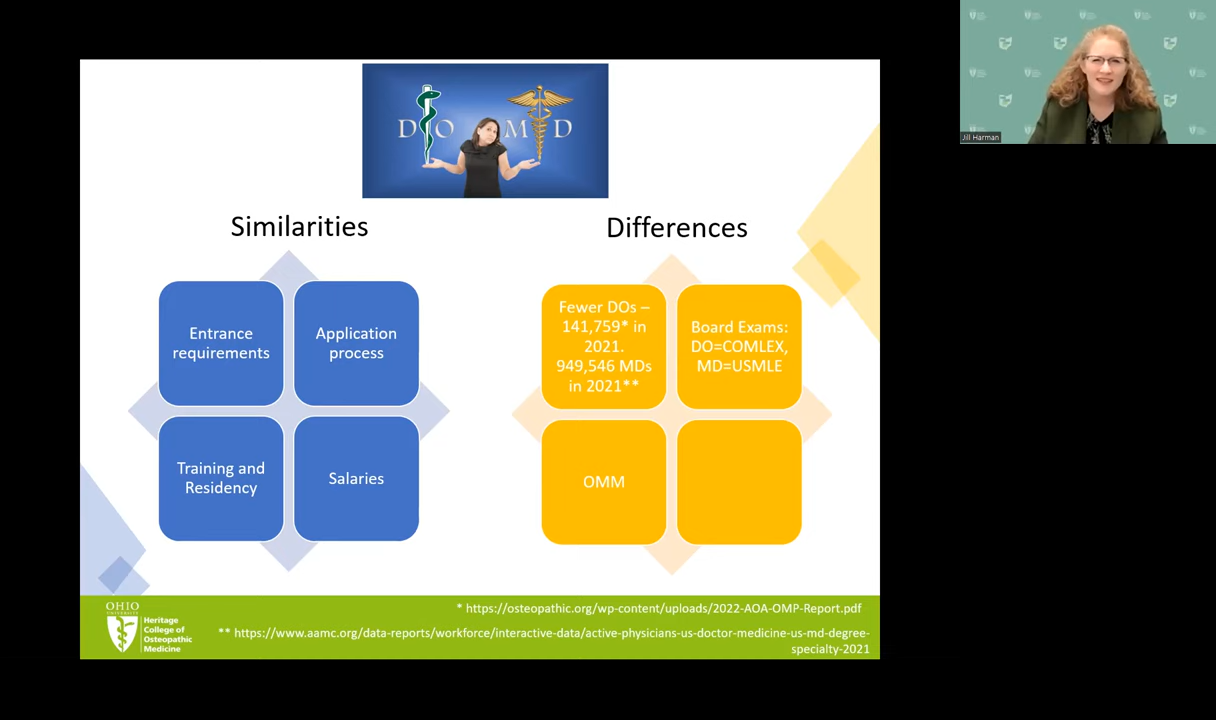 DO MD
Similarities
Differences
Entrance
requirements
Application
process
Training and
Residency
Salaries
Fewer DOs –
141,759* in
2021.
949,546 MDs
in 2021**
Board Exams:
DO=COMLEX,
MD=USMLE
OMM
OHIO
UNIVERSITY
Heritage
College of
Osteopathic
Medicine
* https://osteopathic.org/wp-content/uploads/2022-AOA-OMP-Report.pdf
** https://www.aamc.org/data-reports/workforce/interactive-data/active-physicians-us-doctor-medicine-us-md-degree-
specialty-2021
Jill Harman